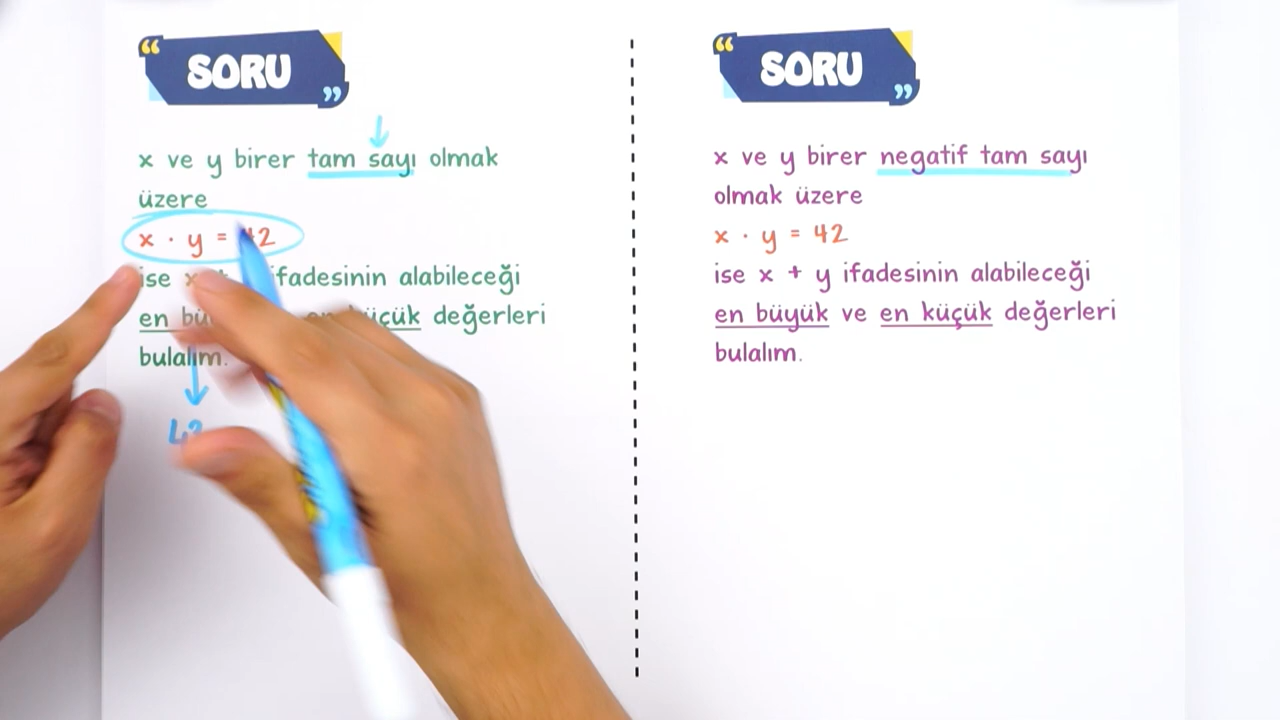 SORU
x ve y birer tam sayı olmak
üzere
x · y = 42
ise x + ifadesinin alabileceği
en küçük değerleri
bulalım.
SORU
x ve y birer negatif tam sayı
olmak üzere
x · y = 42
ise x + y ifadesinin alabileceği
en büyük ve en küçük değerleri
bulalım.